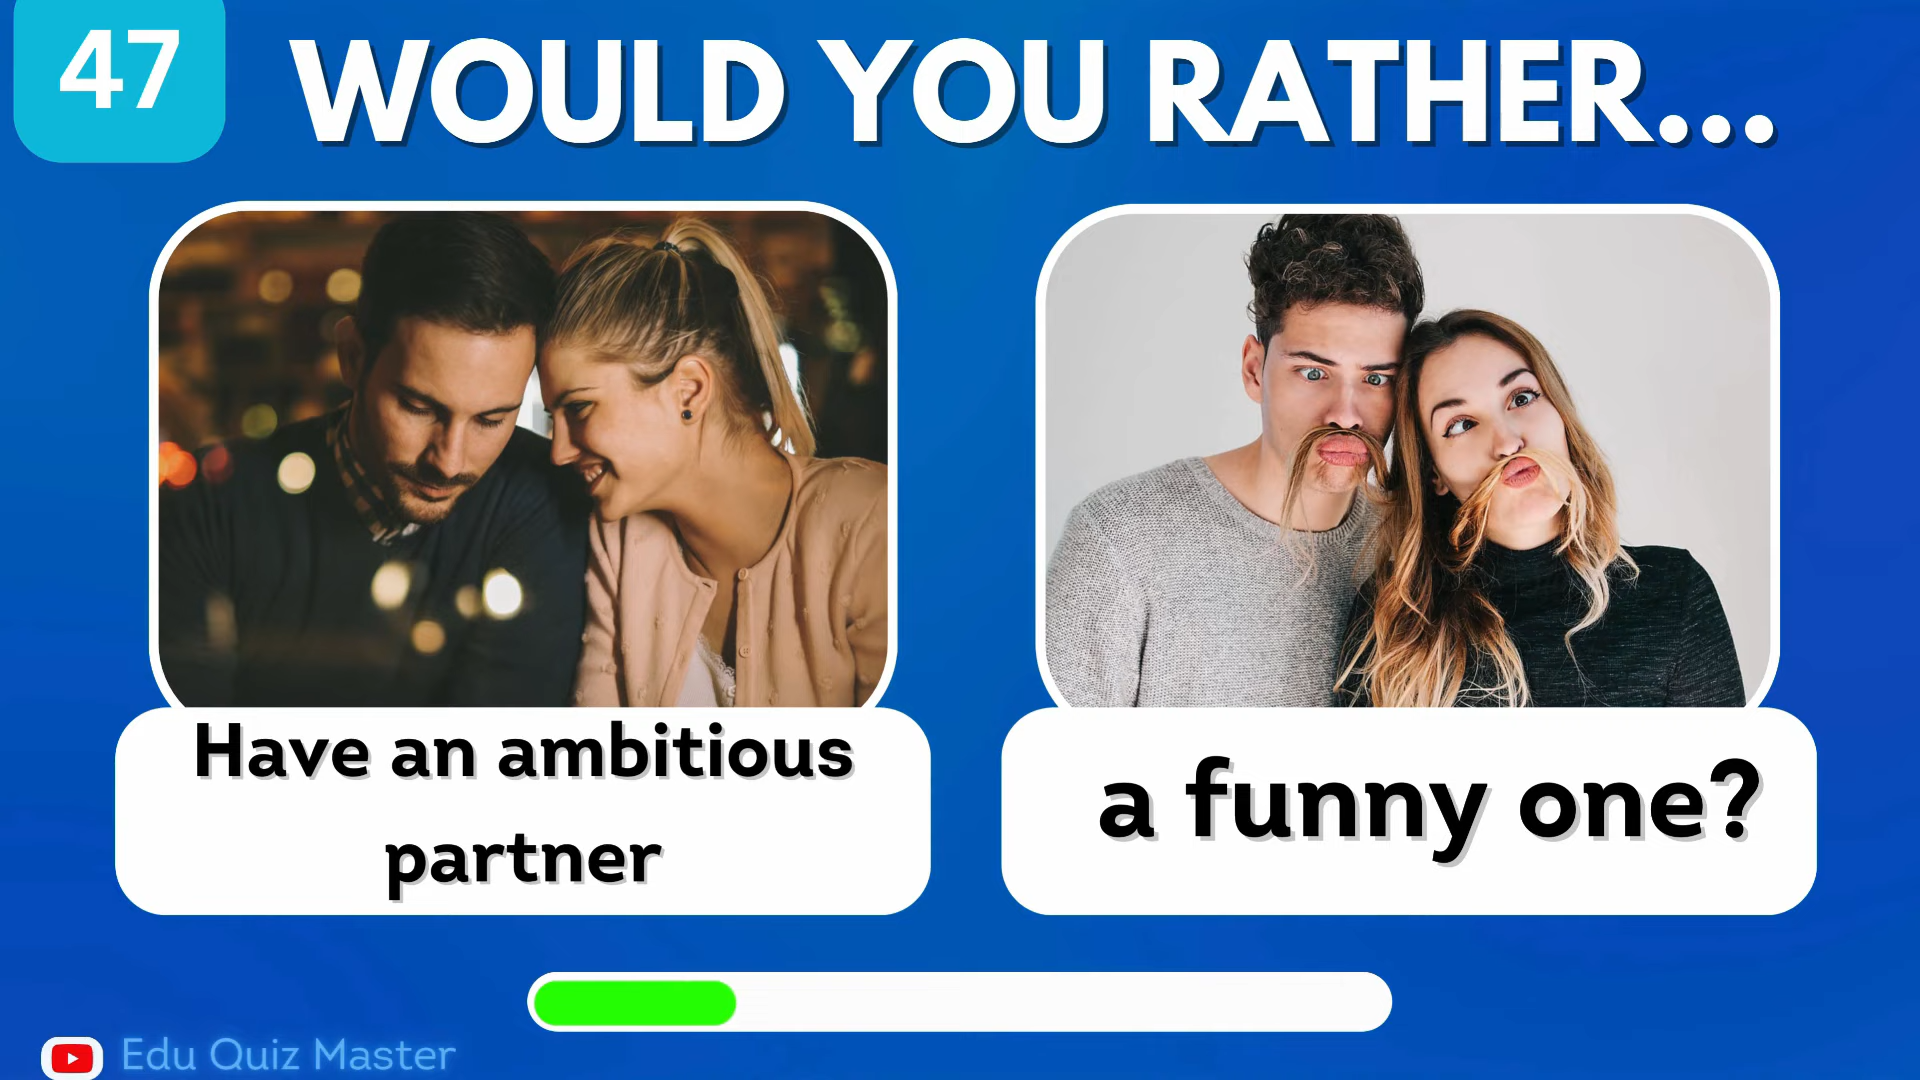 47
WOULD YOU RATHER...
Have an ambitious
partner
a funny one?
Edu Quiz Master